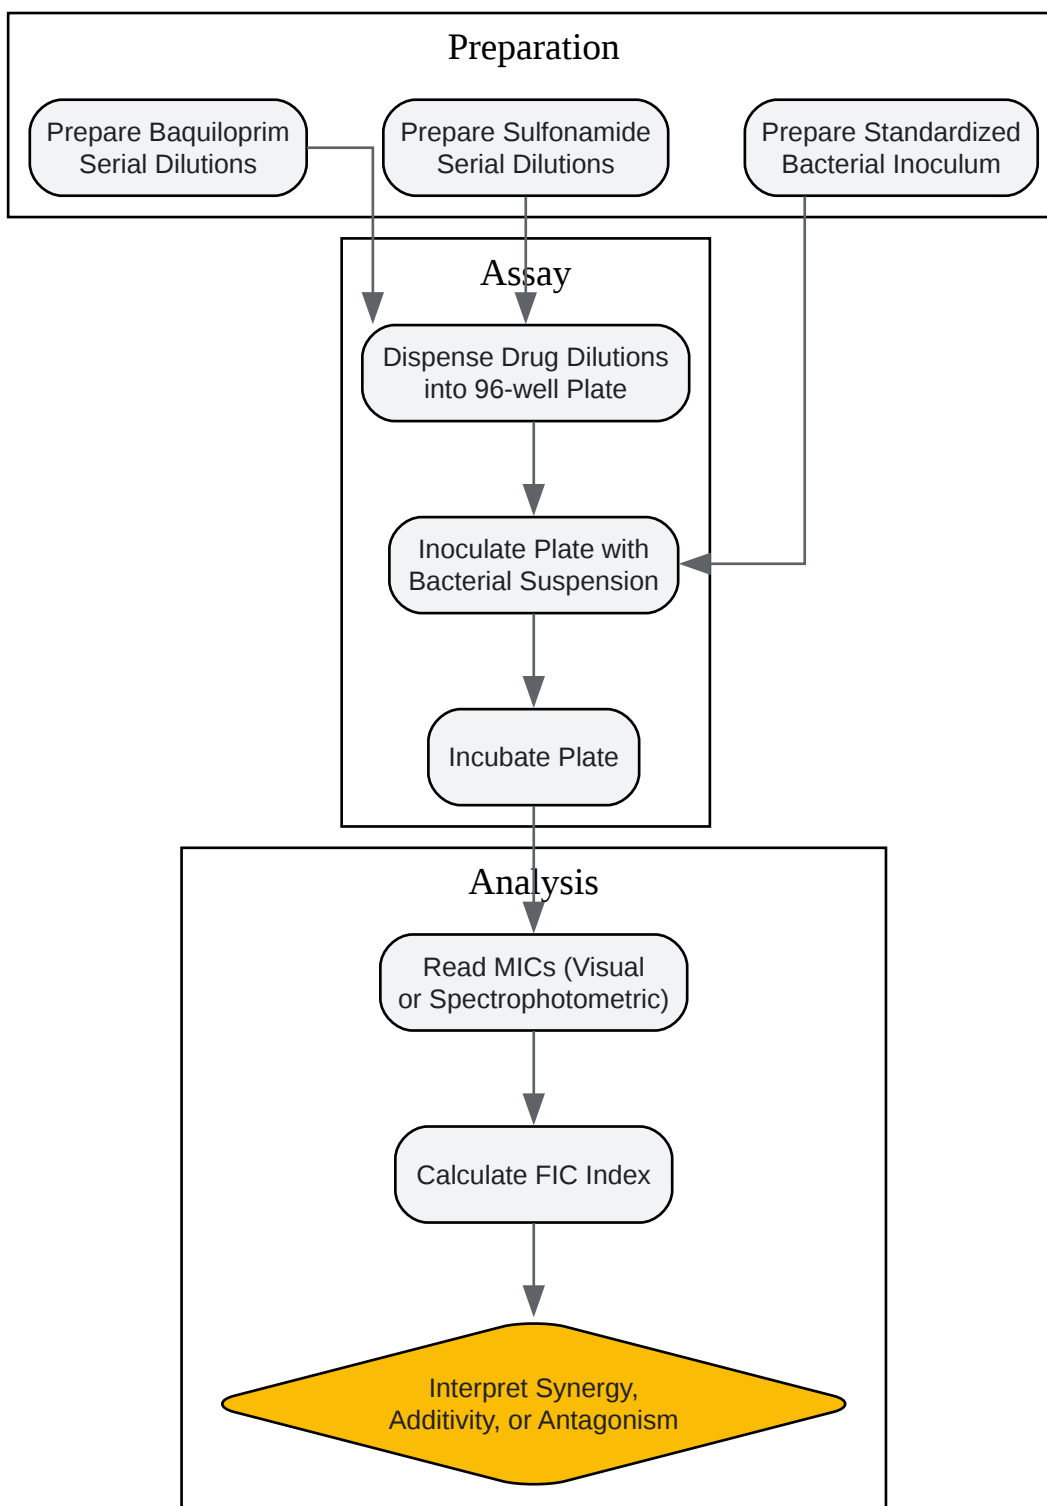 Preparation
Prepare Baquiloprim
Serial Dilutions
Prepare Sulfonamide
Serial Dilutions
Prepare Standardized
Bacterial Inoculum
Assay
Dispense Drug Dilutions
into 96-well Plate
Inoculate Plate with
Bacterial Suspension
Incubate Plate
Analysis
Read MICs (Visual
or Spectrophotometric)
Calculate FIC Index
Interpret Synergy,
Additivity, or Antagonism